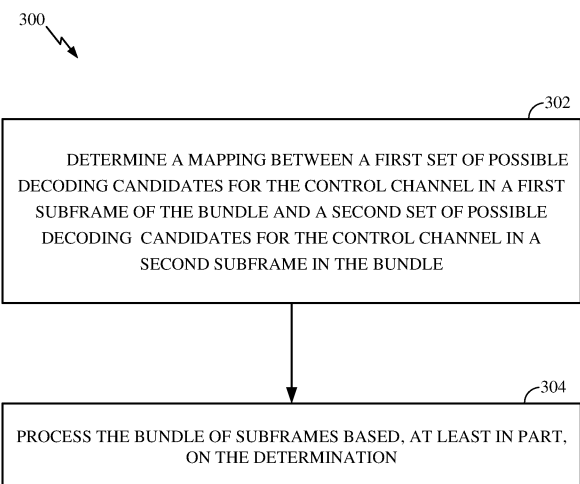 300
302
DETERMINE A MAPPING BETWEEN A FIRST SET OF POSSIBLE
DECODING CANDIDATES FOR THE CONTROL CHANNEL IN A FIRST
SUBFRAME OF THE BUNDLE AND A SECOND SET OF POSSIBLE
DECODING CANDIDATES FOR THE CONTROL CHANNEL IN A
SECOND SUBFRAME IN THE BUNDLE
304
PROCESS THE BUNDLE OF SUBFRAMES BASED, AT LEAST IN PART,
ON THE DETERMINATION